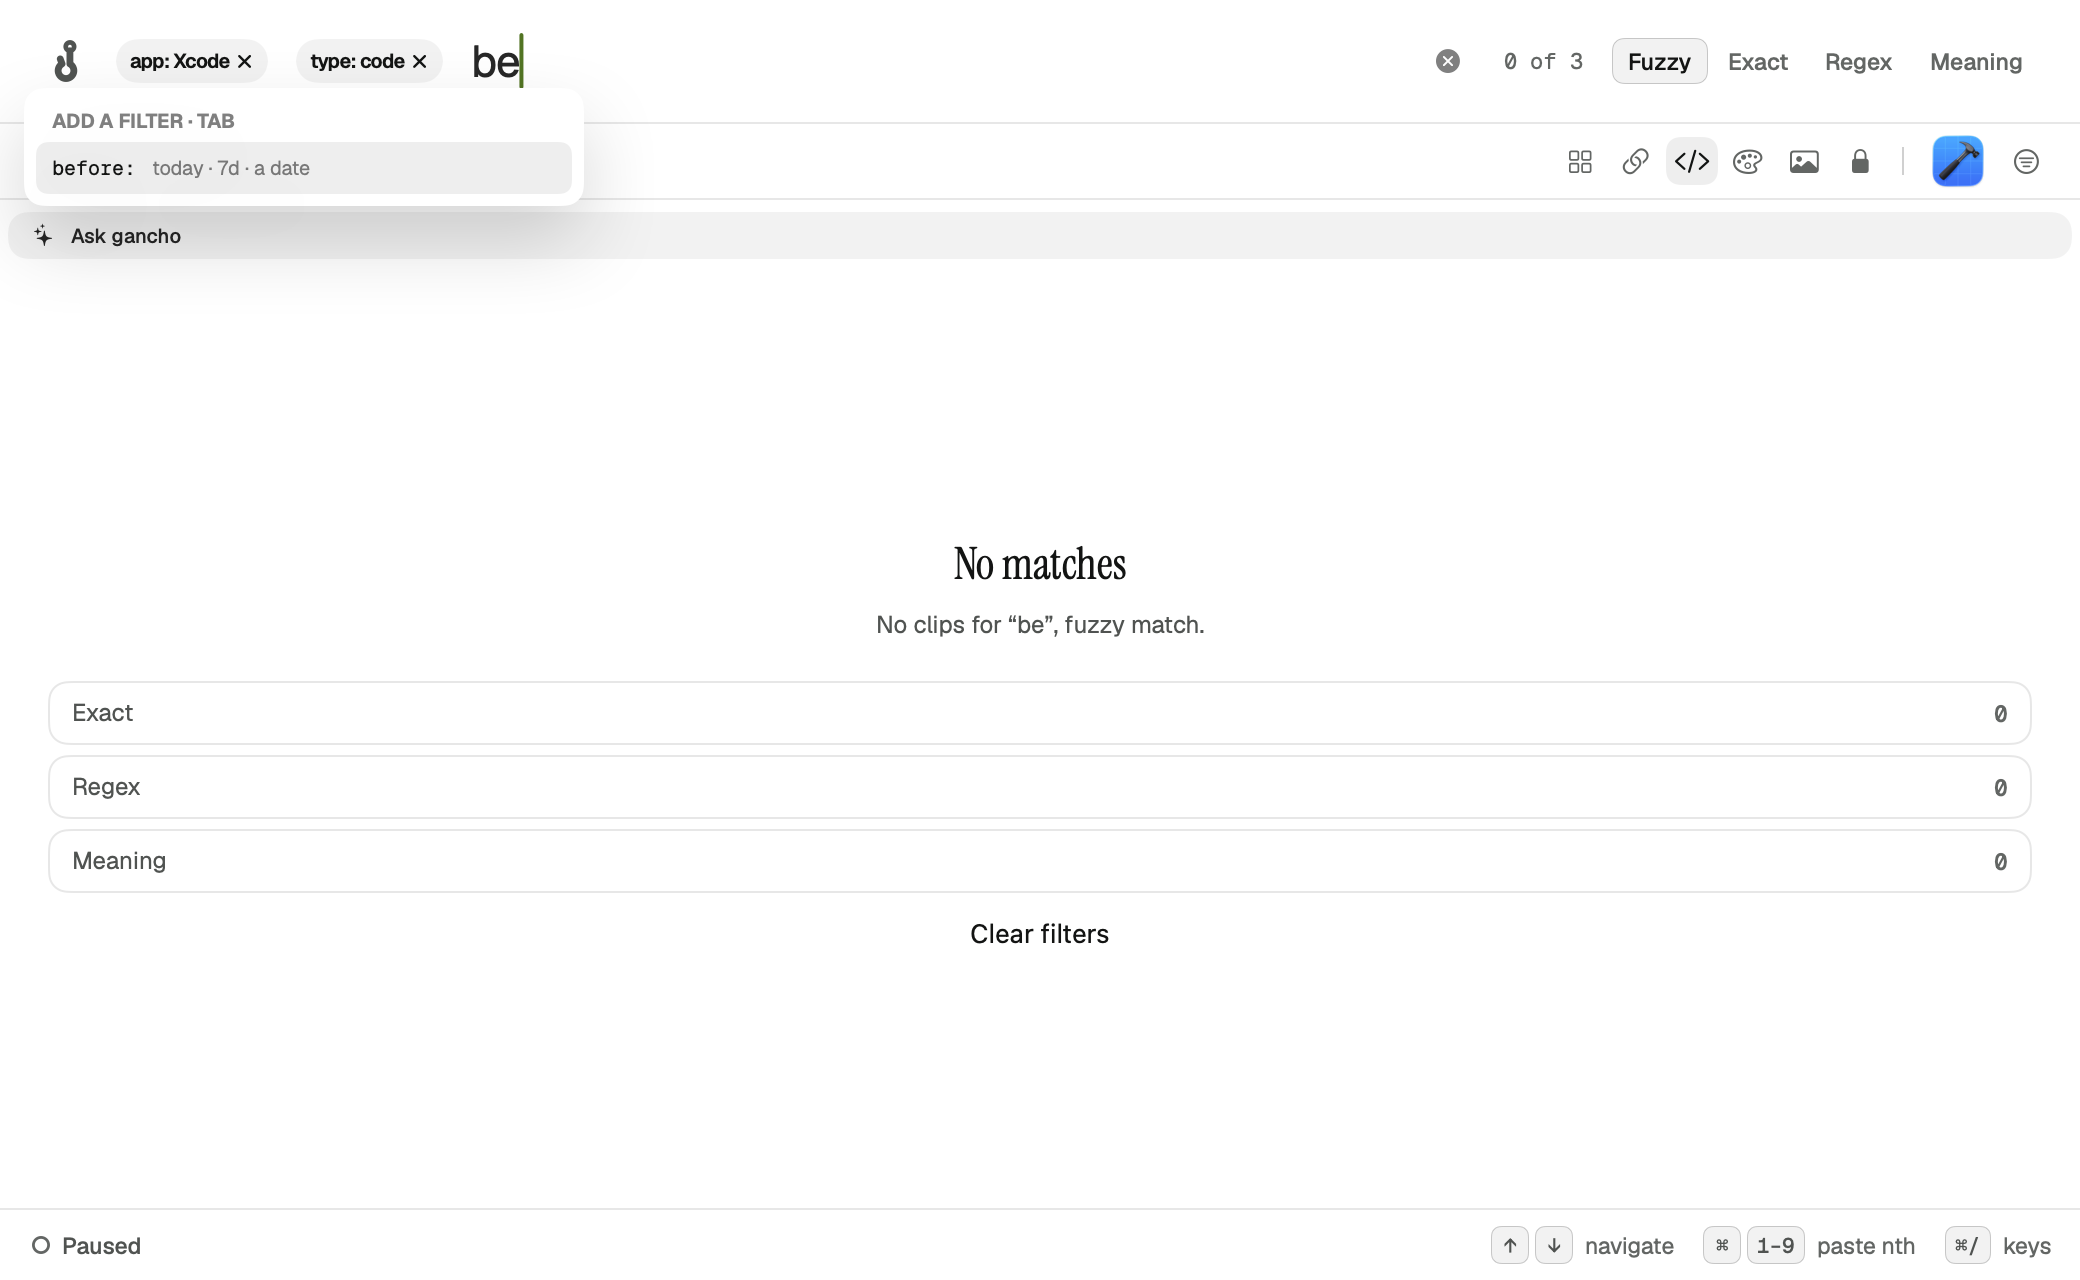 app: Xcode ✕ type: code ✕ be 0 of 3 Fuzzy Exact Regex Meaning
ADD A FILTER · TAB
before: today · 7d · a date
Ask gancho
No matches
No clips for “be”, fuzzy match.
Exact 0
Regex 0
Meaning 0
Clear filters
Paused ↑ ↓ navigate ⌘ 1–9 paste nth ⌘/ keys